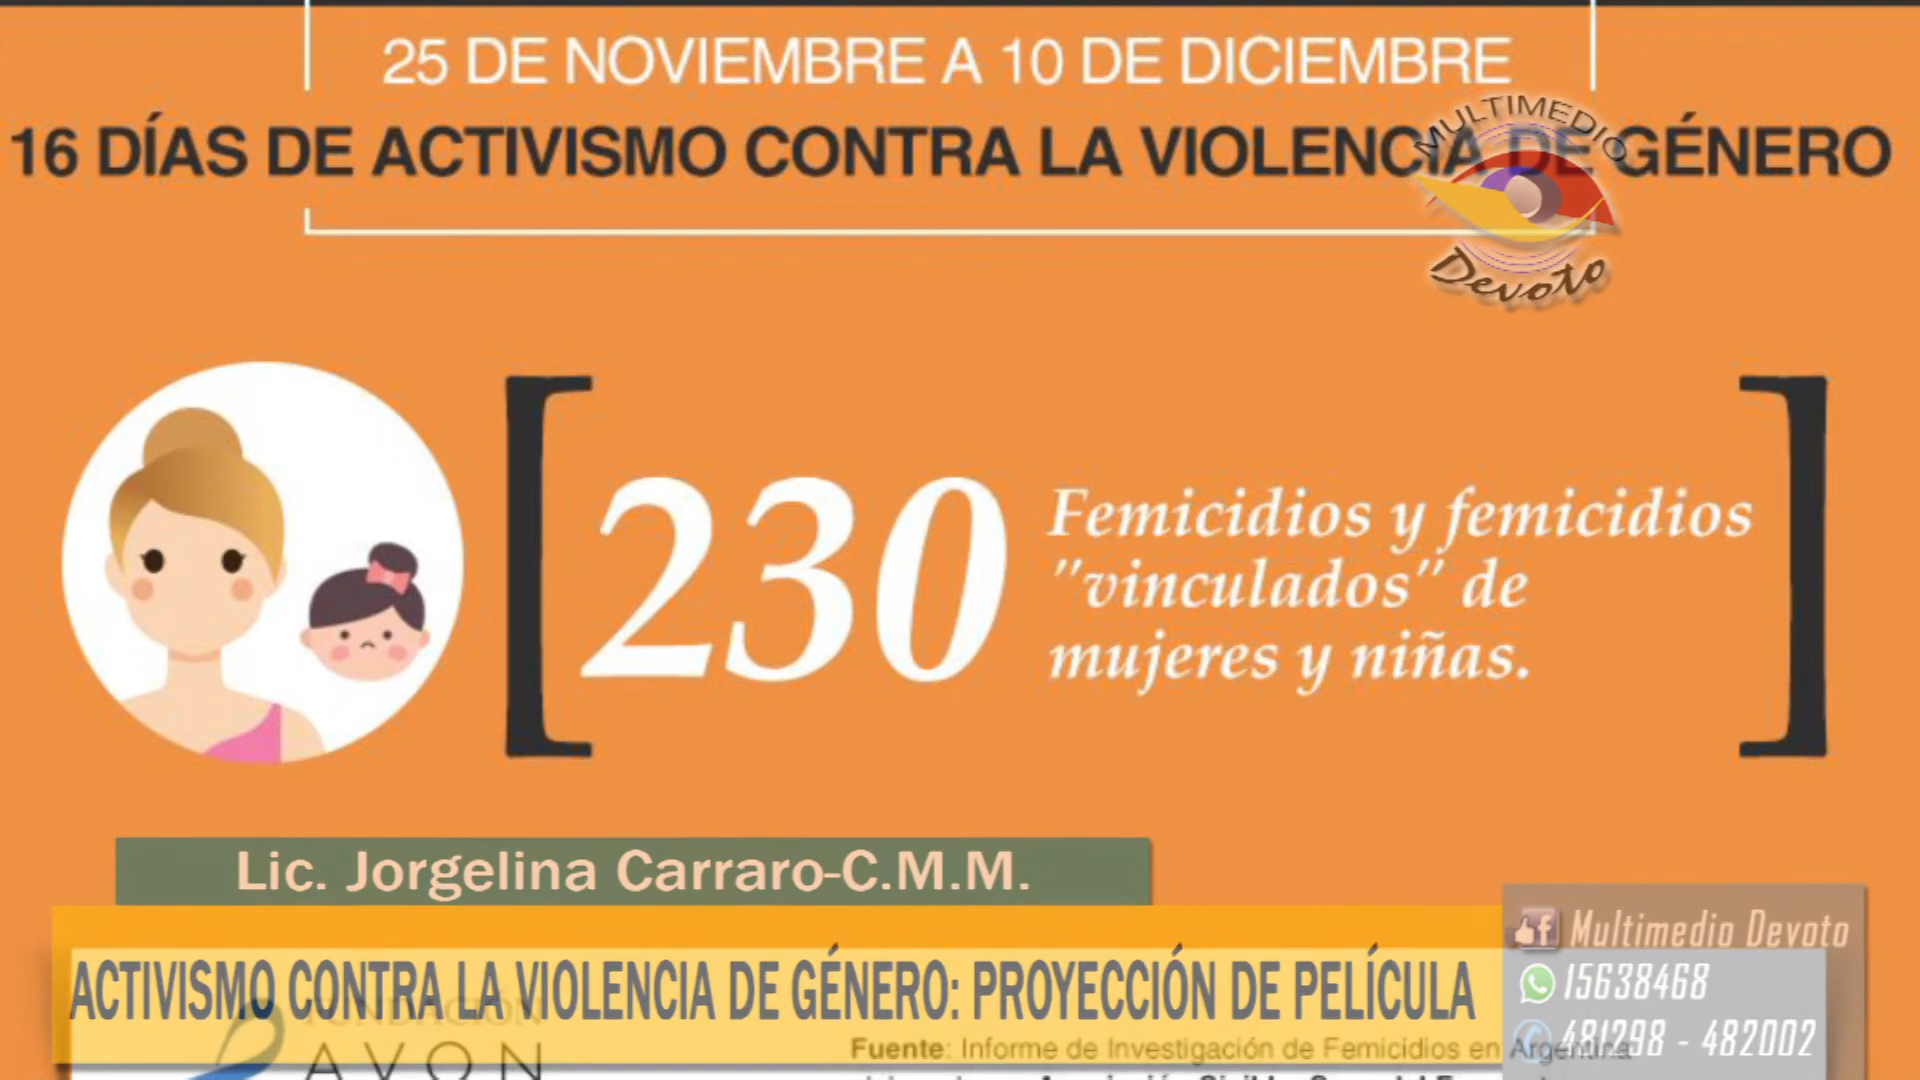 25 DE NOVIEMBRE A 10 DE DICIEMBRE
16 DÍAS DE ACTIVISMO CONTRA LA VIOLENCIA DE GÉNERO
MULTIMEDIO
Devoto
230
Femicidios y femicidios
"vinculados" de
mujeres y niñas.
Lic. Jorgelina Carraro-C.M.M.
ACTIVISMO CONTRA LA VIOLENCIA DE GÉNERO: PROYECCIÓN DE PELÍCULA
Multimedio Devoto
15638468
481298 - 482002
FUNDACIÓN
AVON
Fuente: Informe de Investigación de Femicidios en Argentina